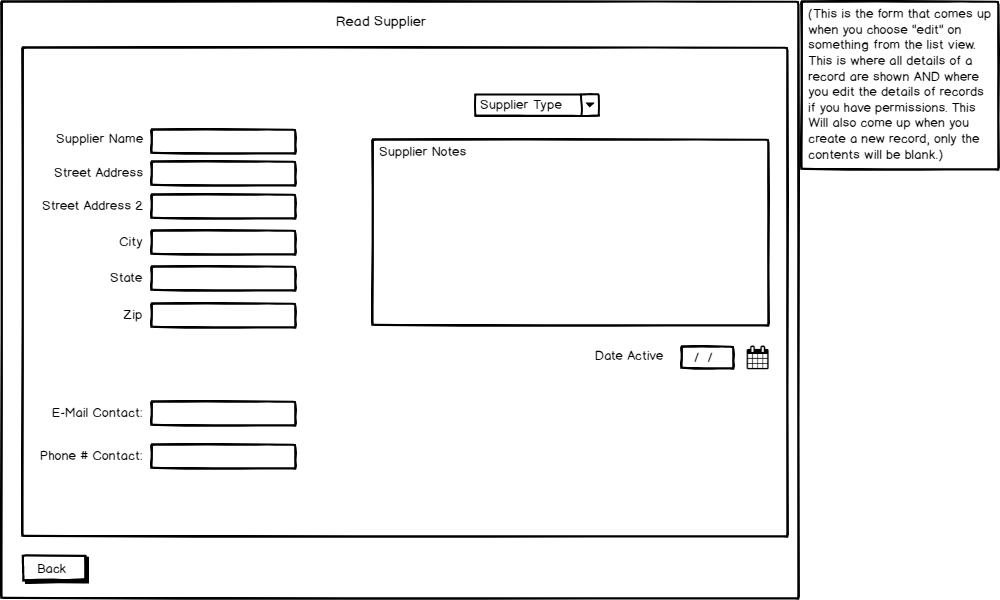 Read Supplier
(This is the form that comes up
when you choose "edit" on
something from the list view.
This is where all details of a
record are shown AND where
you edit the details of records
if you have permissions. This
Will also come up when you
create a new record, only the
contents will be blank.)
Supplier Type
Supplier Name
Street Address
Street Address 2
City
State
Zip
Supplier Notes
Date Active
/ /
E-Mail Contact:
Phone # Contact:
Back